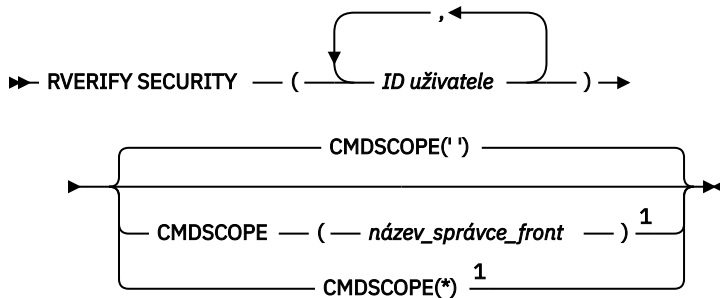 ,
RVERIFY SECURITY ( ID uživatele )
CMDSCOPE(' ')
CMDSCOPE ( název_správce_front ) 1
CMDSCOPE(*) 1